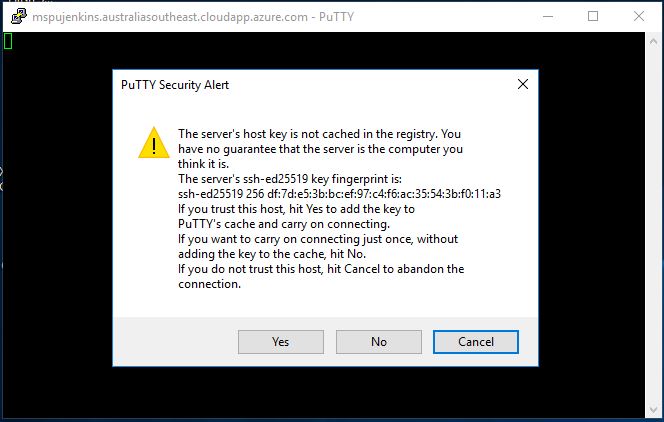 mspujenkins.australiasoutheast.cloudapp.azure.com - PuTTY
PuTTY Security Alert
The server's host key is not cached in the registry. You
have no guarantee that the server is the computer you
think it is.
The server's ssh-ed25519 key fingerprint is:
ssh-ed25519 256 df:7d:e5:3b:bc:ef:97:c4:f6:ac:35:54:3b:f0:11:a3
If you trust this host, hit Yes to add the key to
PuTTY's cache and carry on connecting.
If you want to carry on connecting just once, without
adding the key to the cache, hit No.
If you do not trust this host, hit Cancel to abandon the
connection.
Yes No Cancel